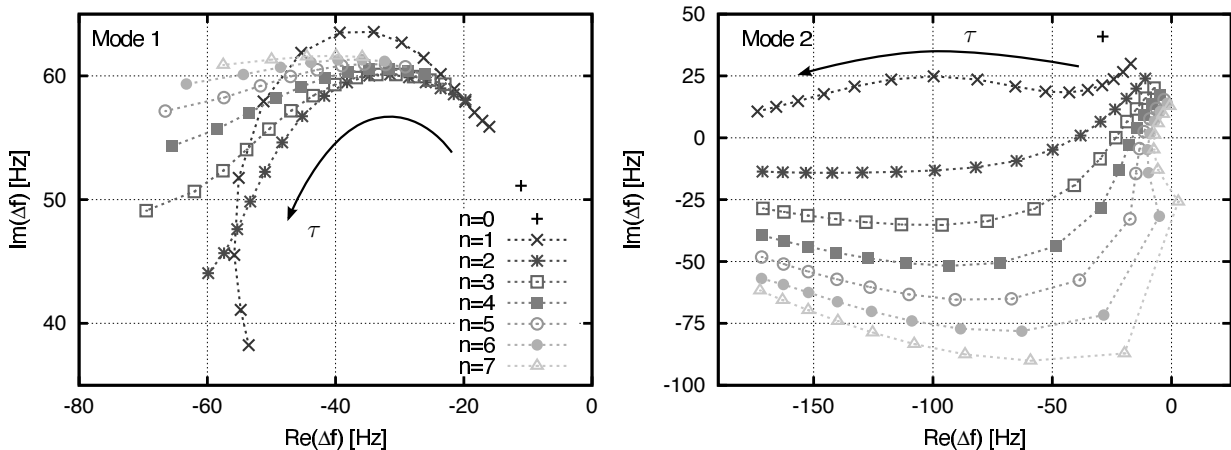 Mode 1
60
50
40
Im(Δf) [Hz]
τ
n=0
n=1
n=2
n=3
n=4
n=5
n=6
n=7
-80
-60
-40
-20
0
Re(Δf) [Hz]
Mode 2
τ
50
25
0
-25
-50
-75
-100
Im(Δf) [Hz]
-150
-100
-50
0
Re(Δf) [Hz]